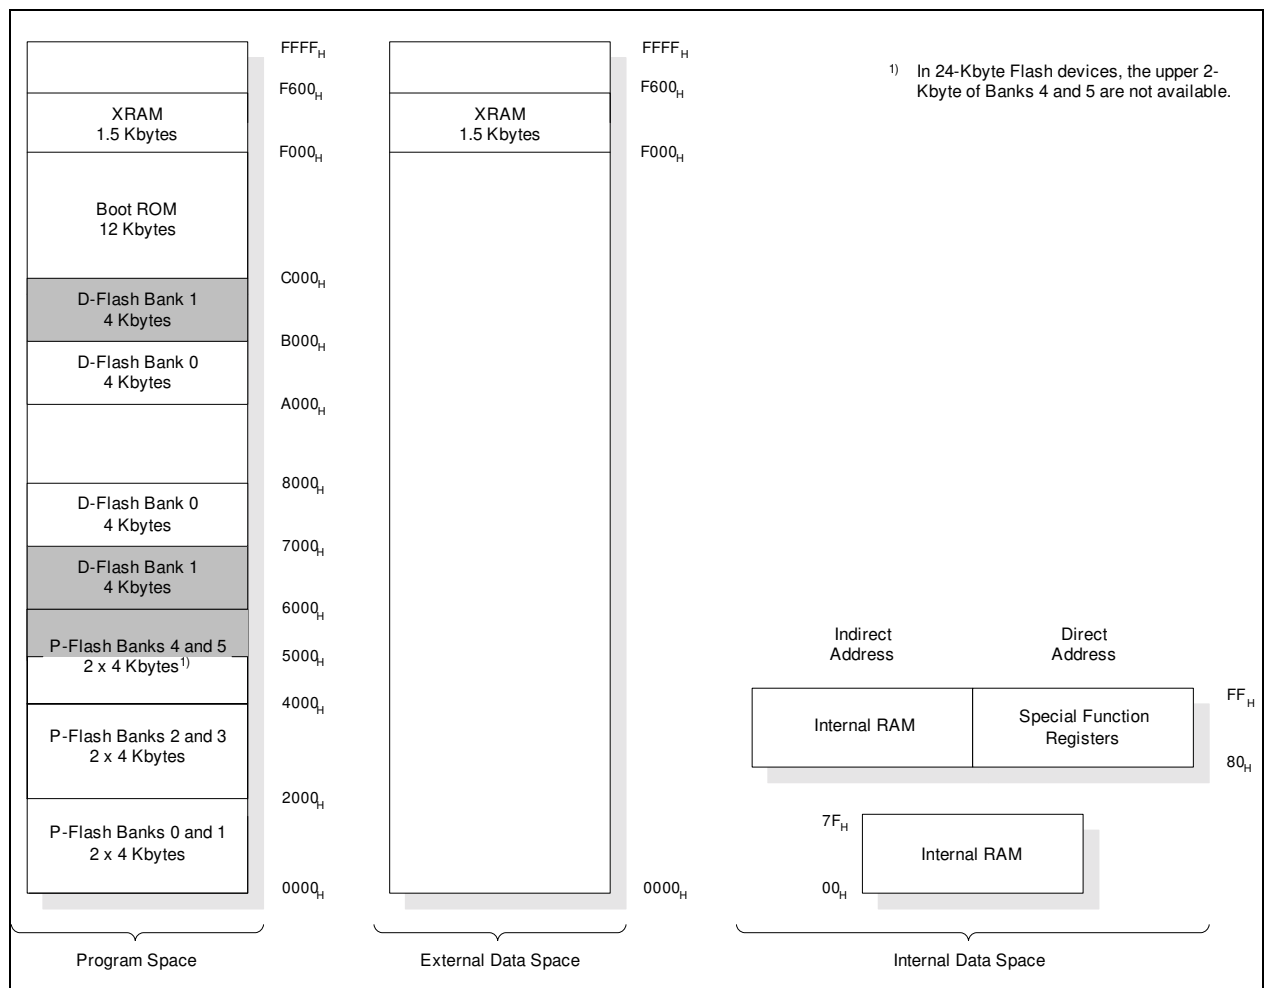 FFFFH
F600H
XRAM
1.5 Kbytes
F000H
Boot ROM
12 Kbytes
C000H
D-Flash Bank 1
4 Kbytes
B000H
D-Flash Bank 0
4 Kbytes
A000H
8000H
D-Flash Bank 0
4 Kbytes
7000H
D-Flash Bank 1
4 Kbytes
6000H
P-Flash Banks 4 and 5
2 x 4 Kbytes1)
5000H
4000H
P-Flash Banks 2 and 3
2 x 4 Kbytes
2000H
P-Flash Banks 0 and 1
2 x 4 Kbytes
0000H
Program Space
FFFFH
F600H
XRAM
1.5 Kbytes
F000H
0000H
External Data Space
1) In 24-Kbyte Flash devices, the upper 2-
Kbyte of Banks 4 and 5 are not available.
Indirect
Address
Direct
Address
Internal RAM
Special Function
Registers
FFH
80H
7FH
Internal RAM
00H
Internal Data Space